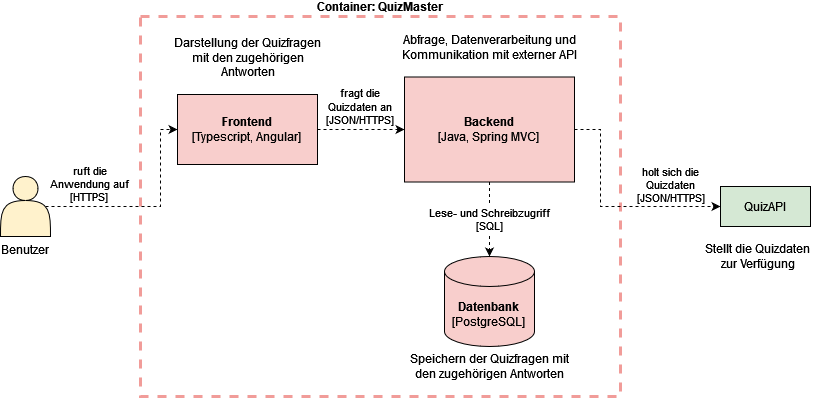 Container: QuizMaster
Darstellung der Quizfragen
mit den zugehörigen
Antworten
Abfrage, Datenverarbeitung und
Kommunikation mit externer API
Frontend
[Typescript, Angular]
fragt die
Quizdaten an
[JSON/HTTPS]
Backend
[Java, Spring MVC]
ruft die
Anwendung auf
[HTTPS]
Benutzer
holt sich die
Quizdaten
[JSON/HTTPS]
QuizAPI
Stellt die Quizdaten
zur Verfügung
Lese- und Schreibzugriff
[SQL]
Datenbank
[PostgreSQL]
Speichern der Quizfragen mit
den zugehörigen Antworten